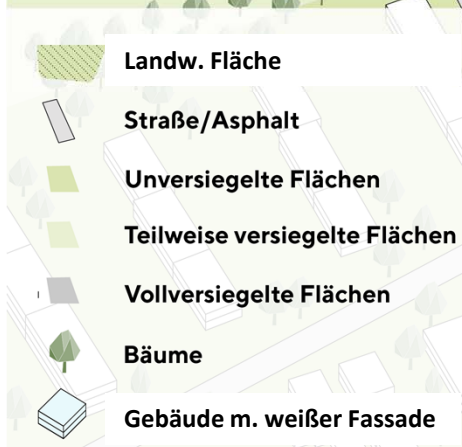 Landw. Fläche
Straße/Asphalt
Unversiegelte Flächen
Teilweise versiegelte Flächen
Vollversiegelte Flächen
Bäume
Gebäude m. weißer Fassade